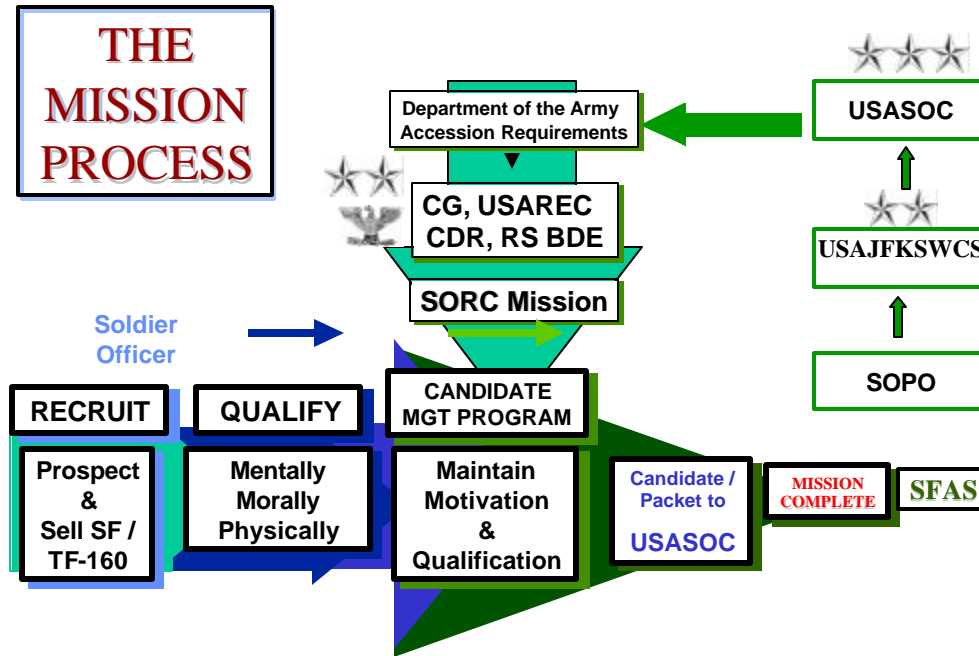 THE
MISSION
PROCESS
Department of the Army
Accession Requirements
USASOC
CG, USAREC
CDR, RS BDE
USAJFKSWCS
SORC Mission
SOPO
Soldier
Officer
RECRUIT
QUALIFY
CANDIDATE
MGT PROGRAM
Prospect
&
Sell SF /
TF-160
Mentally
Morally
Physically
Maintain
Motivation
&
Qualification
Candidate /
Packet to
USASOC
MISSION
COMPLETE
SFAS